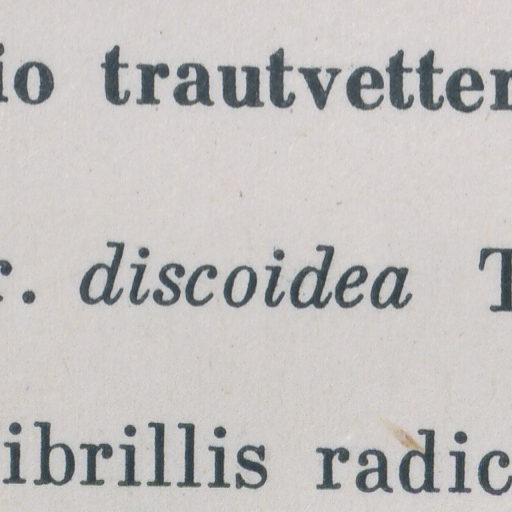 io trautvetter
r. discoidea T
ibrillis radic